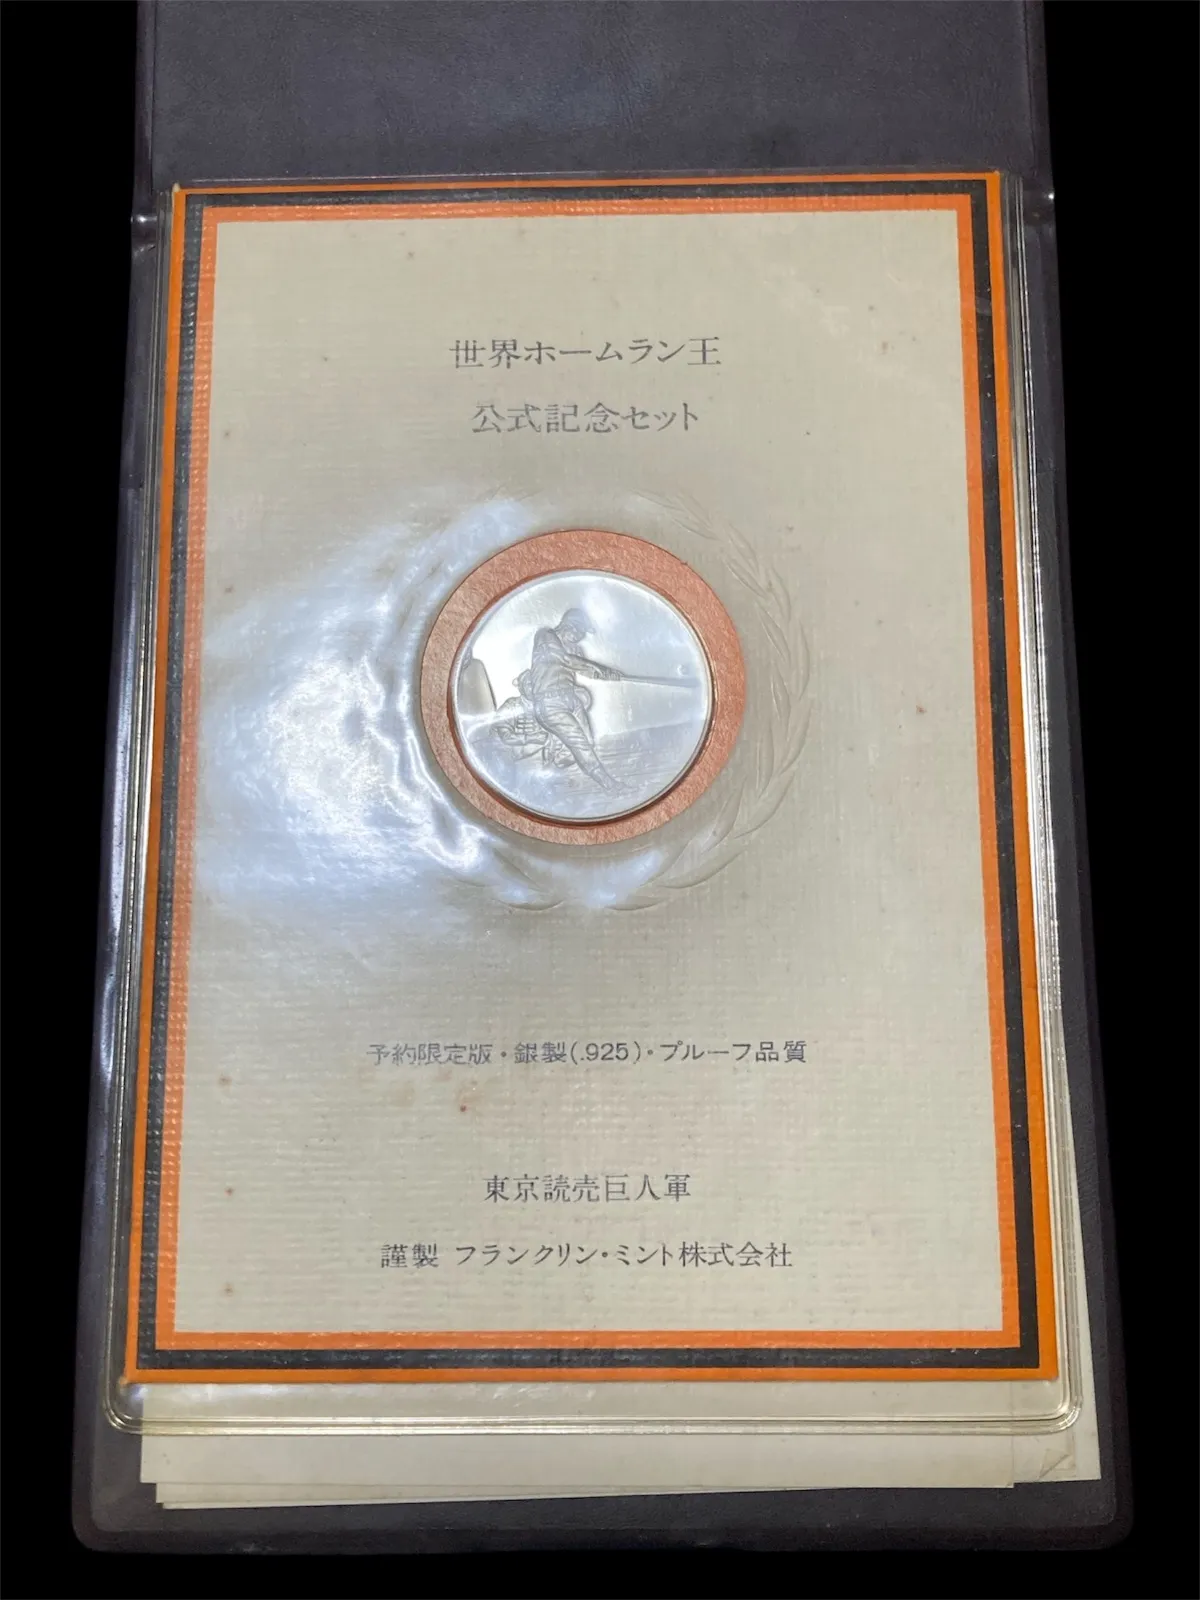 世界ホームラン王
公式記念セット
予約限定版・銀製(.925)・プルーフ品質
東京読売巨人軍
謹製 フランクリン・ミント株式会社